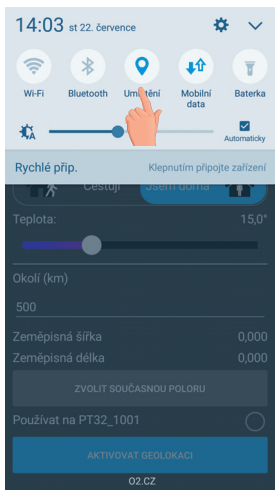 14:03 st 22. července
Wi-Fi Bluetooth Umístění Mobilní data Baterka
Automaticky
Rychlé přip. Klepnutím připojte zařízení
Cestuji Jsem doma
Teplota: 15,0°
Okolí (km)
500
Zeměpisná šířka 0,000
Zeměpisná délka 0,000
ZVOLIT SOUČASNOU POLORU
Používat na PT32_1001
AKTIVOVAT GEOLOKACI
O2.CZ